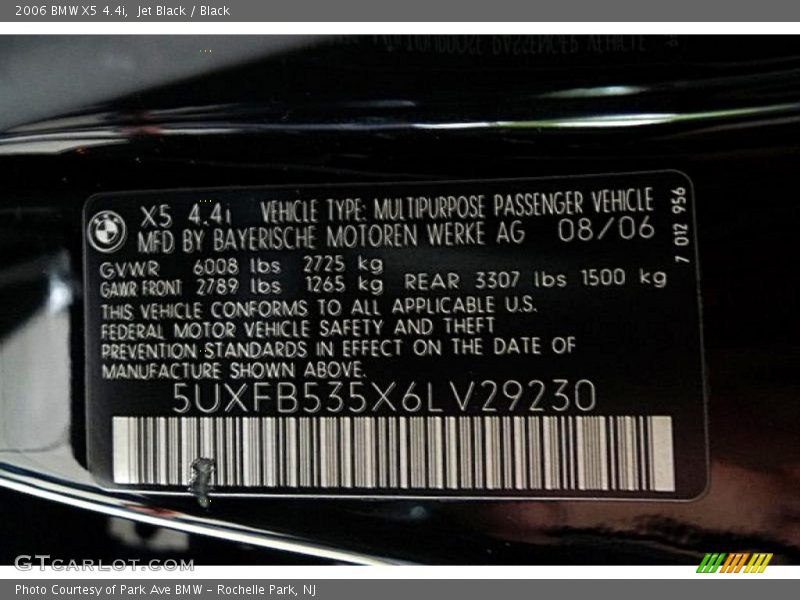 2006 BMW X5 4.4i, Jet Black / Black
X5 4.4i VEHICLE TYPE: MULTIPURPOSE PASSENGER VEHICLE
MFD BY BAYERISCHE MOTOREN WERKE AG 08/06
7 012 956
GVWR 6008 lbs 2725 kg
GAWR FRONT 2789 lbs 1265 kg REAR 3307 lbs 1500 kg
THIS VEHICLE CONFORMS TO ALL APPLICABLE U.S.
FEDERAL MOTOR VEHICLE SAFETY AND THEFT
PREVENTION STANDARDS IN EFFECT ON THE DATE OF
MANUFACTURE SHOWN ABOVE.
5UXFB535X6LV29230
GTCARLOT.COM
Photo Courtesy of Park Ave BMW - Rochelle Park, NJ